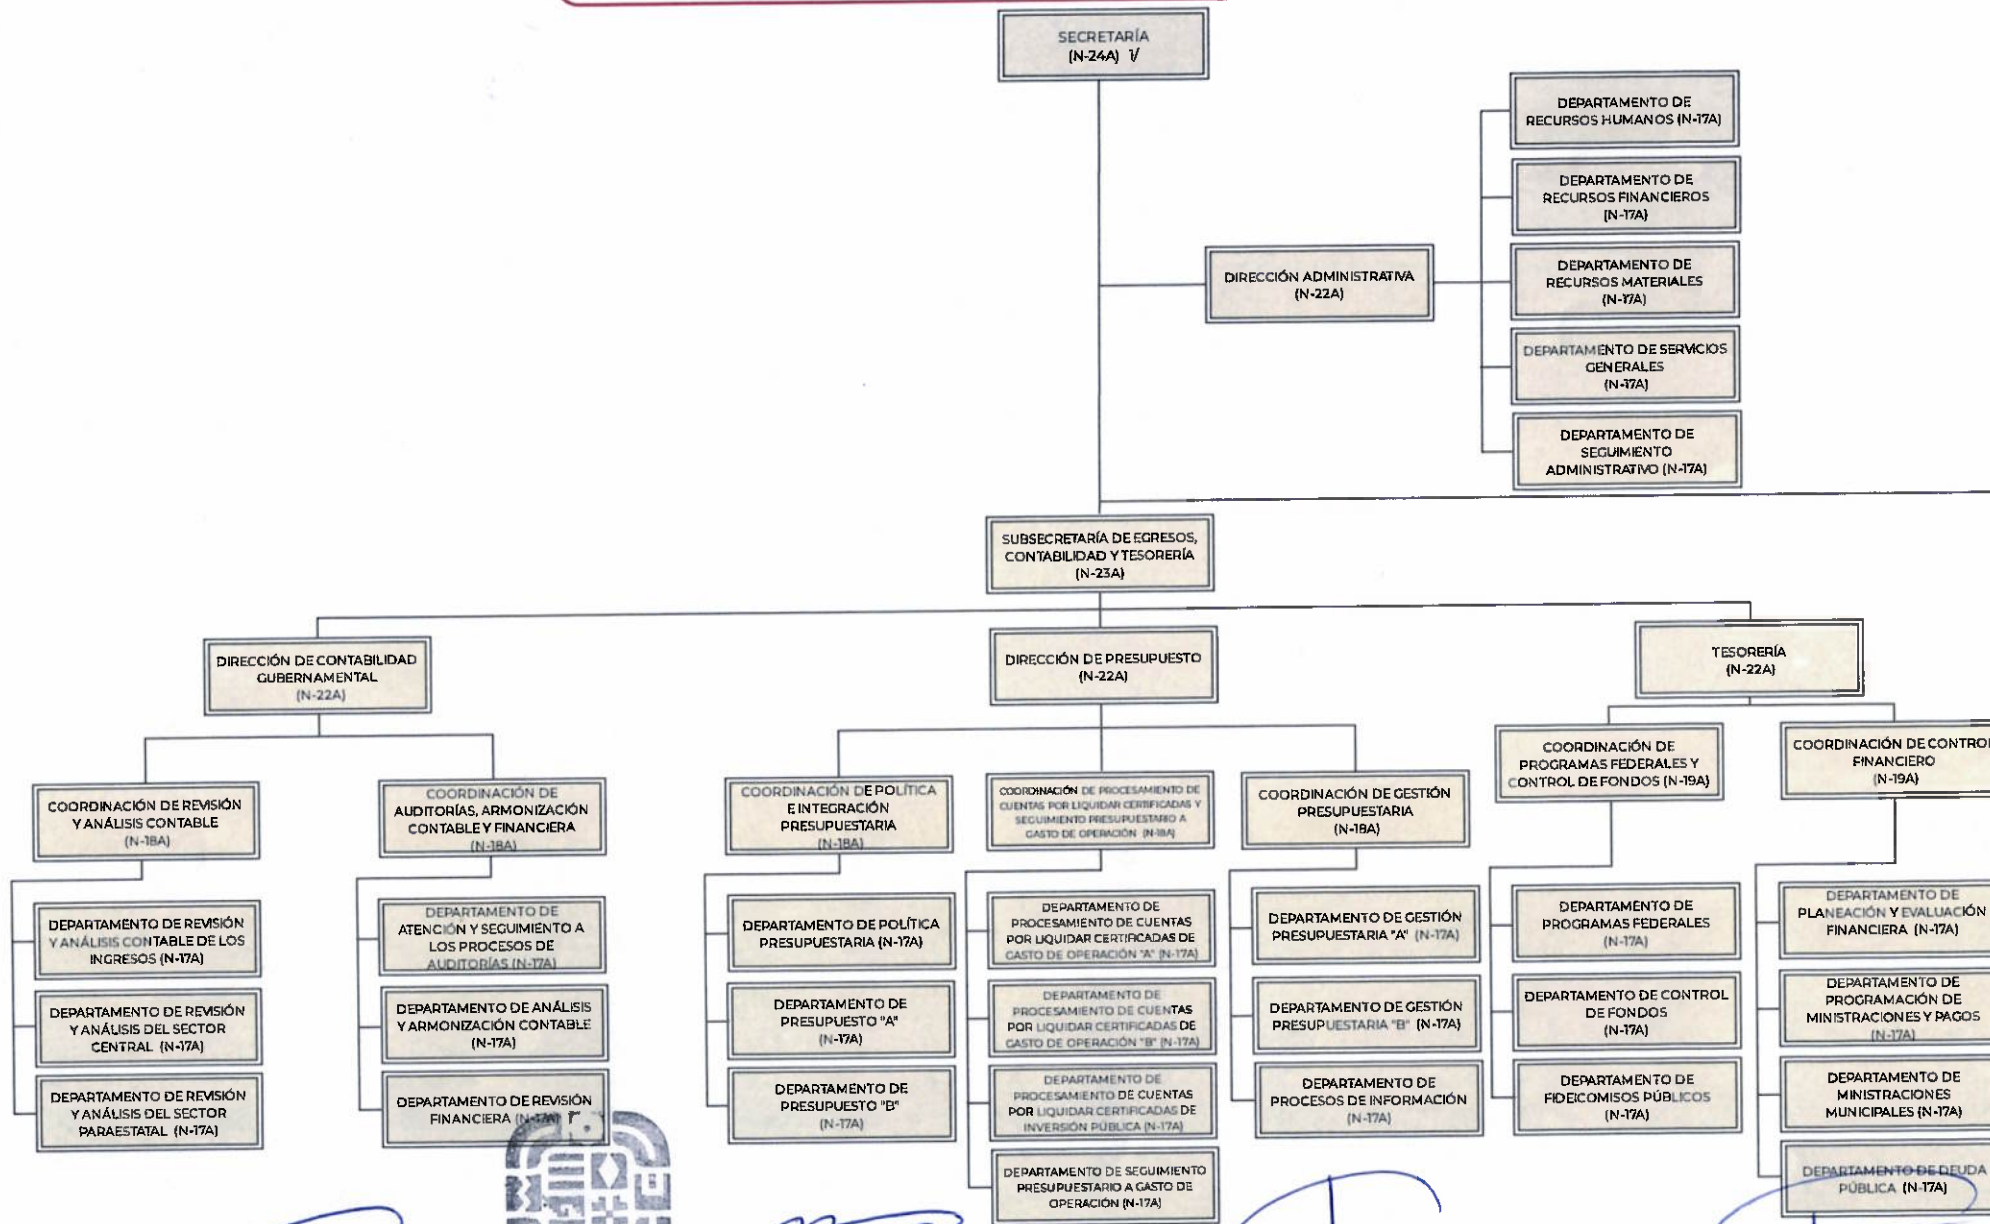 SECRETARÍA
(N-24A) 1/
DEPARTAMENTO DE
RECURSOS HUMANOS (N-17A)
DEPARTAMENTO DE
RECURSOS FINANCIEROS
(N-17A)
DIRECCIÓN ADMINISTRATIVA
(N-22A)
DEPARTAMENTO DE
RECURSOS MATERIALES
(N-17A)
DEPARTAMENTO DE SERVICIOS
GENERALES
(N-17A)
DEPARTAMENTO DE
SEGUIMIENTO
ADMINISTRATIVO (N-17A)
SUBSECRETARÍA DE EGRESOS,
CONTABILIDAD Y TESORERÍA
(N-23A)
DIRECCIÓN DE CONTABILIDAD
GUBERNAMENTAL
(N-22A)
DIRECCIÓN DE PRESUPUESTO
(N-22A)
TESORERÍA
(N-22A)
COORDINACIÓN DE REVISIÓN
Y ANÁLISIS CONTABLE
(N-18A)
COORDINACIÓN DE
AUDITORÍAS, ARMONIZACIÓN
CONTABLE Y FINANCIERA
(N-18A)
COORDINACIÓN DE POLÍTICA
E INTEGRACIÓN
PRESUPUESTARIA
(N-18A)
COORDINACIÓN DE PROCESAMIENTO DE
CUENTAS POR LIQUIDAR CERTIFICADAS Y
SEGUIMIENTO PRESUPUESTARIO A
GASTO DE OPERACIÓN (N-18A)
COORDINACIÓN DE GESTIÓN
PRESUPUESTARIA
(N-18A)
COORDINACIÓN DE
PROGRAMAS FEDERALES Y
CONTROL DE FONDOS (N-19A)
COORDINACIÓN DE CONTROL
FINANCIERO
(N-19A)
DEPARTAMENTO DE REVISIÓN
Y ANÁLISIS CONTABLE DE LOS
INGRESOS (N-17A)
DEPARTAMENTO DE REVISIÓN
Y ANÁLISIS DEL SECTOR
CENTRAL (N-17A)
DEPARTAMENTO DE REVISIÓN
Y ANÁLISIS DEL SECTOR
PARAESTATAL (N-17A)
DEPARTAMENTO DE
ATENCIÓN Y SEGUIMIENTO A
LOS PROCESOS DE
AUDITORÍAS (N-17A)
DEPARTAMENTO DE ANÁLISIS
Y ARMONIZACIÓN CONTABLE
(N-17A)
DEPARTAMENTO DE REVISIÓN
FINANCIERA (N-17A)
DEPARTAMENTO DE POLÍTICA
PRESUPUESTARIA (N-17A)
DEPARTAMENTO DE
PRESUPUESTO "A"
(N-17A)
DEPARTAMENTO DE
PRESUPUESTO "B"
(N-17A)
DEPARTAMENTO DE
PROCESAMIENTO DE CUENTAS
POR LIQUIDAR CERTIFICADAS DE
GASTO DE OPERACIÓN "A" (N-17A)
DEPARTAMENTO DE
PROCESAMIENTO DE CUENTAS
POR LIQUIDAR CERTIFICADAS DE
GASTO DE OPERACIÓN "B" (N-17A)
DEPARTAMENTO DE
PROCESAMIENTO DE CUENTAS
POR LIQUIDAR CERTIFICADAS DE
INVERSIÓN PÚBLICA (N-17A)
DEPARTAMENTO DE SEGUIMIENTO
PRESUPUESTARIO A GASTO DE
OPERACIÓN (N-17A)
DEPARTAMENTO DE GESTIÓN
PRESUPUESTARIA "A" (N-17A)
DEPARTAMENTO DE GESTIÓN
PRESUPUESTARIA "B" (N-17A)
DEPARTAMENTO DE
PROCESOS DE INFORMACIÓN
(N-17A)
DEPARTAMENTO DE
PROGRAMAS FEDERALES
(N-17A)
DEPARTAMENTO DE CONTROL
DE FONDOS
(N-17A)
DEPARTAMENTO DE
FIDEICOMISOS PÚBLICOS
(N-17A)
DEPARTAMENTO DE
PLANEACIÓN Y EVALUACIÓN
FINANCIERA (N-17A)
DEPARTAMENTO DE
PROGRAMACIÓN DE
MINISTRACIONES Y PAGOS
(N-17A)
DEPARTAMENTO DE
MINISTRACIONES
MUNICIPALES (N-17A)
DEPARTAMENTO DE DEUDA
PÚBLICA (N-17A)